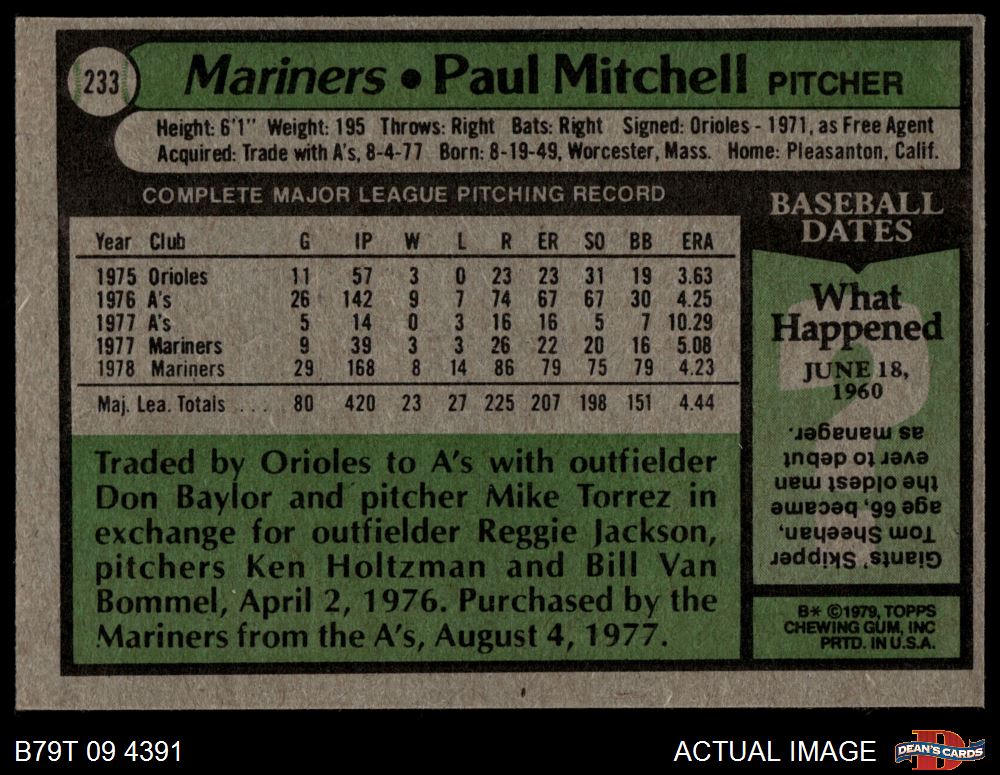 233
Mariners • Paul Mitchell PITCHER
Height: 6'1" Weight: 195 Throws: Right Bats: Right Signed: Orioles - 1971, as Free Agent
Acquired: Trade with A's, 8-4-77 Born: 8-19-49, Worcester, Mass. Home: Pleasanton, Calif.
COMPLETE MAJOR LEAGUE PITCHING RECORD
Year Club G IP W L R ER SO BB ERA
1975 Orioles 11 57 3 0 23 23 31 19 3.63
1976 A's 26 142 9 7 74 67 67 30 4.25
1977 A's 5 14 0 3 16 16 5 7 10.29
1977 Mariners 9 39 3 3 26 22 20 16 5.08
1978 Mariners 29 168 8 14 86 79 75 79 4.23
Maj. Lea. Totals ... 80 420 23 27 225 207 198 151 4.44
Traded by Orioles to A's with outfielder
Don Baylor and pitcher Mike Torrez in
exchange for outfielder Reggie Jackson,
pitchers Ken Holtzman and Bill Van
Bommel, April 2, 1976. Purchased by the
Mariners from the A's, August 4, 1977.
BASEBALL
DATES
What
Happened
JUNE 18,
1960
Giants' Skipper
Tom Sheehan,
age 66, became
the oldest man
ever to debut
as manager.
B* ©1979, TOPPS
CHEWING GUM, INC
PRTD. IN U.S.A.
B79T 09 4391
ACTUAL IMAGE
DEAN'S CARDS